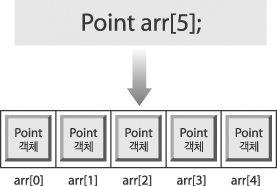 Point arr[5];
Point Point Point Point Point
객체 객체 객체 객체 객체
arr[0] arr[1] arr[2] arr[3] arr[4]